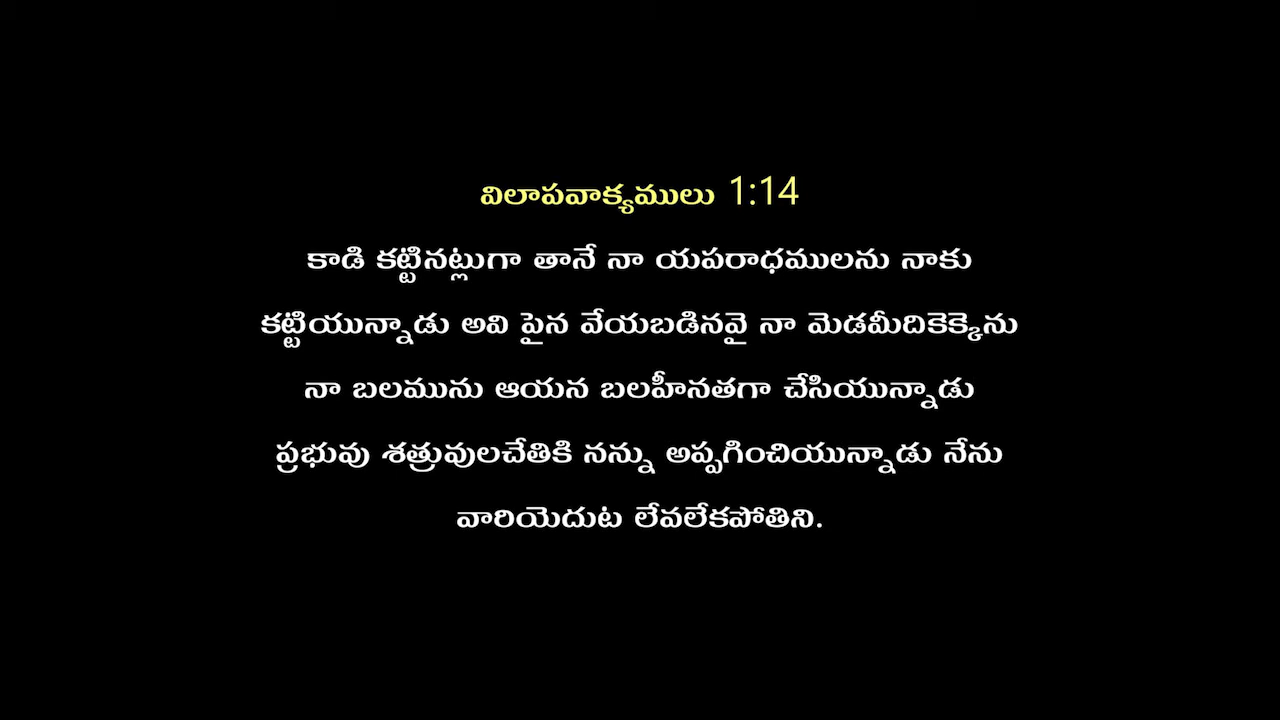 విలాపవాక్యములు 1:14
కాడి కట్టినట్లుగా తానే నా యపరాధములను నాకు
కట్టియున్నాడు అవి పైన వేయబడినవై నా మెడమీదికెక్కెను
నా బలమును ఆయన బలహీనతగా చేసియున్నాడు
ప్రభువు శత్రువులచేతికి నన్ను అప్పగించియున్నాడు నేను
వారియెదుట లేవలేకపోతిని.